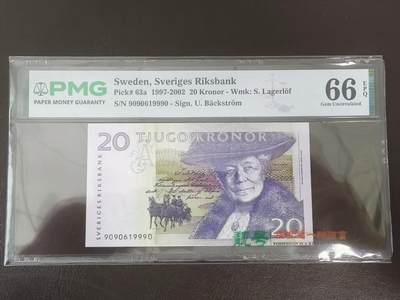 PMG
PAPER MONEY GUARANTY
Sweden, Sveriges Riksbank
Pick# 63a 1997-2002 20 Kronor - Wmk: S. Lagerlöf
S/N 9090619990 - Sign. U. Bäckström
66 EPQ
Gem Uncirculated
20 TJUGO KRONOR
SVERIGES RIKSBANK
9090619990
20